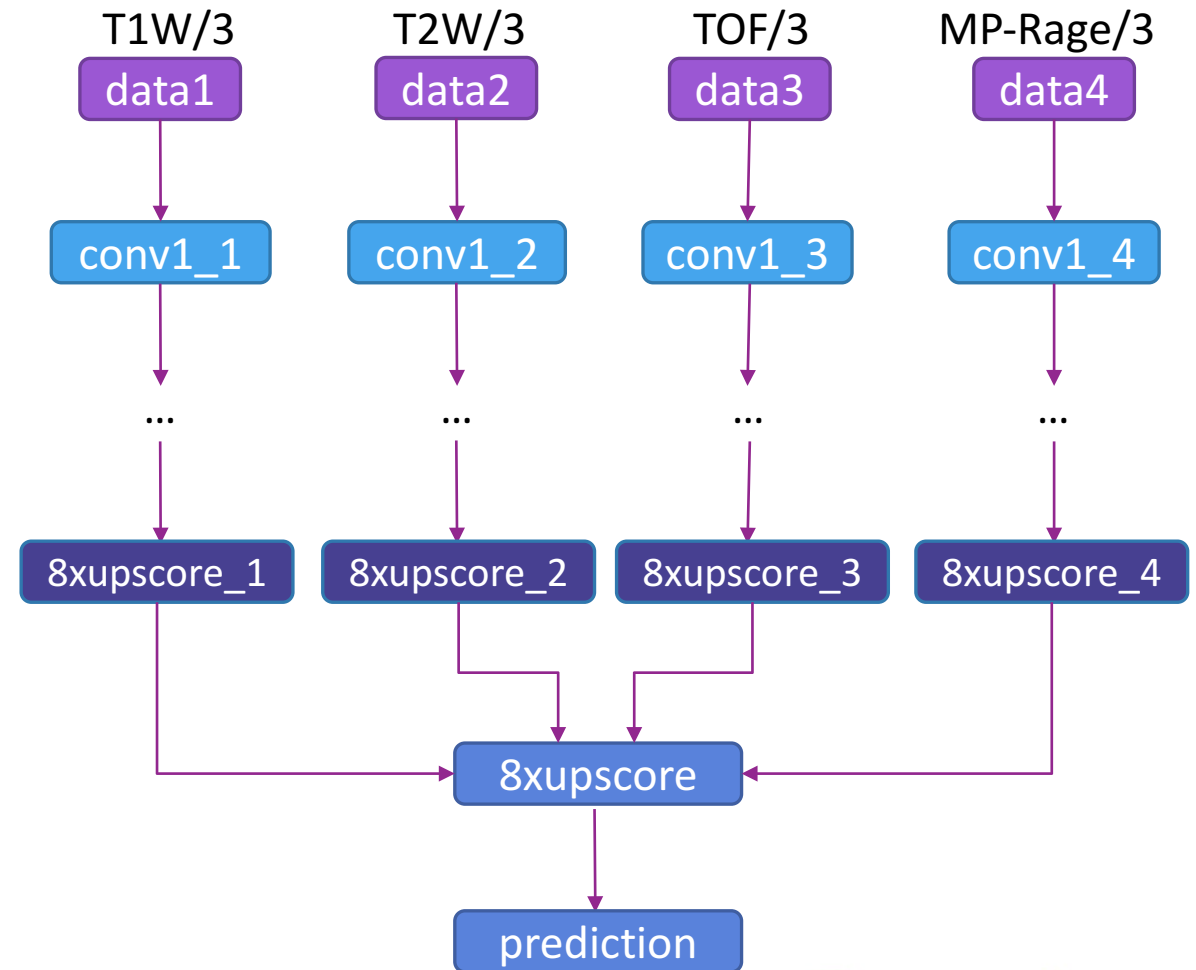 T1W/3 T2W/3 TOF/3 MP-Rage/3
data1 data2 data3 data4
conv1_1 conv1_2 conv1_3 conv1_4
... ... ... ...
8xupscore_1 8xupscore_2 8xupscore_3 8xupscore_4
8xupscore
prediction